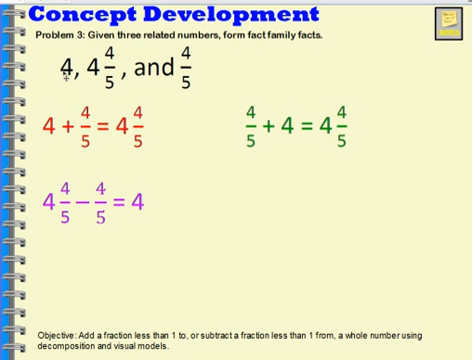 Concept Development
Problem 3: Given three related numbers, form fact family facts.
4, 4 4/5, and 4/5
4 + 4/5 = 4 4/5
4/5 + 4 = 4 4/5
4 4/5 − 4/5 = 4
Objective: Add a fraction less than 1 to, or subtract a fraction less than 1 from, a whole number using
decomposition and visual models.